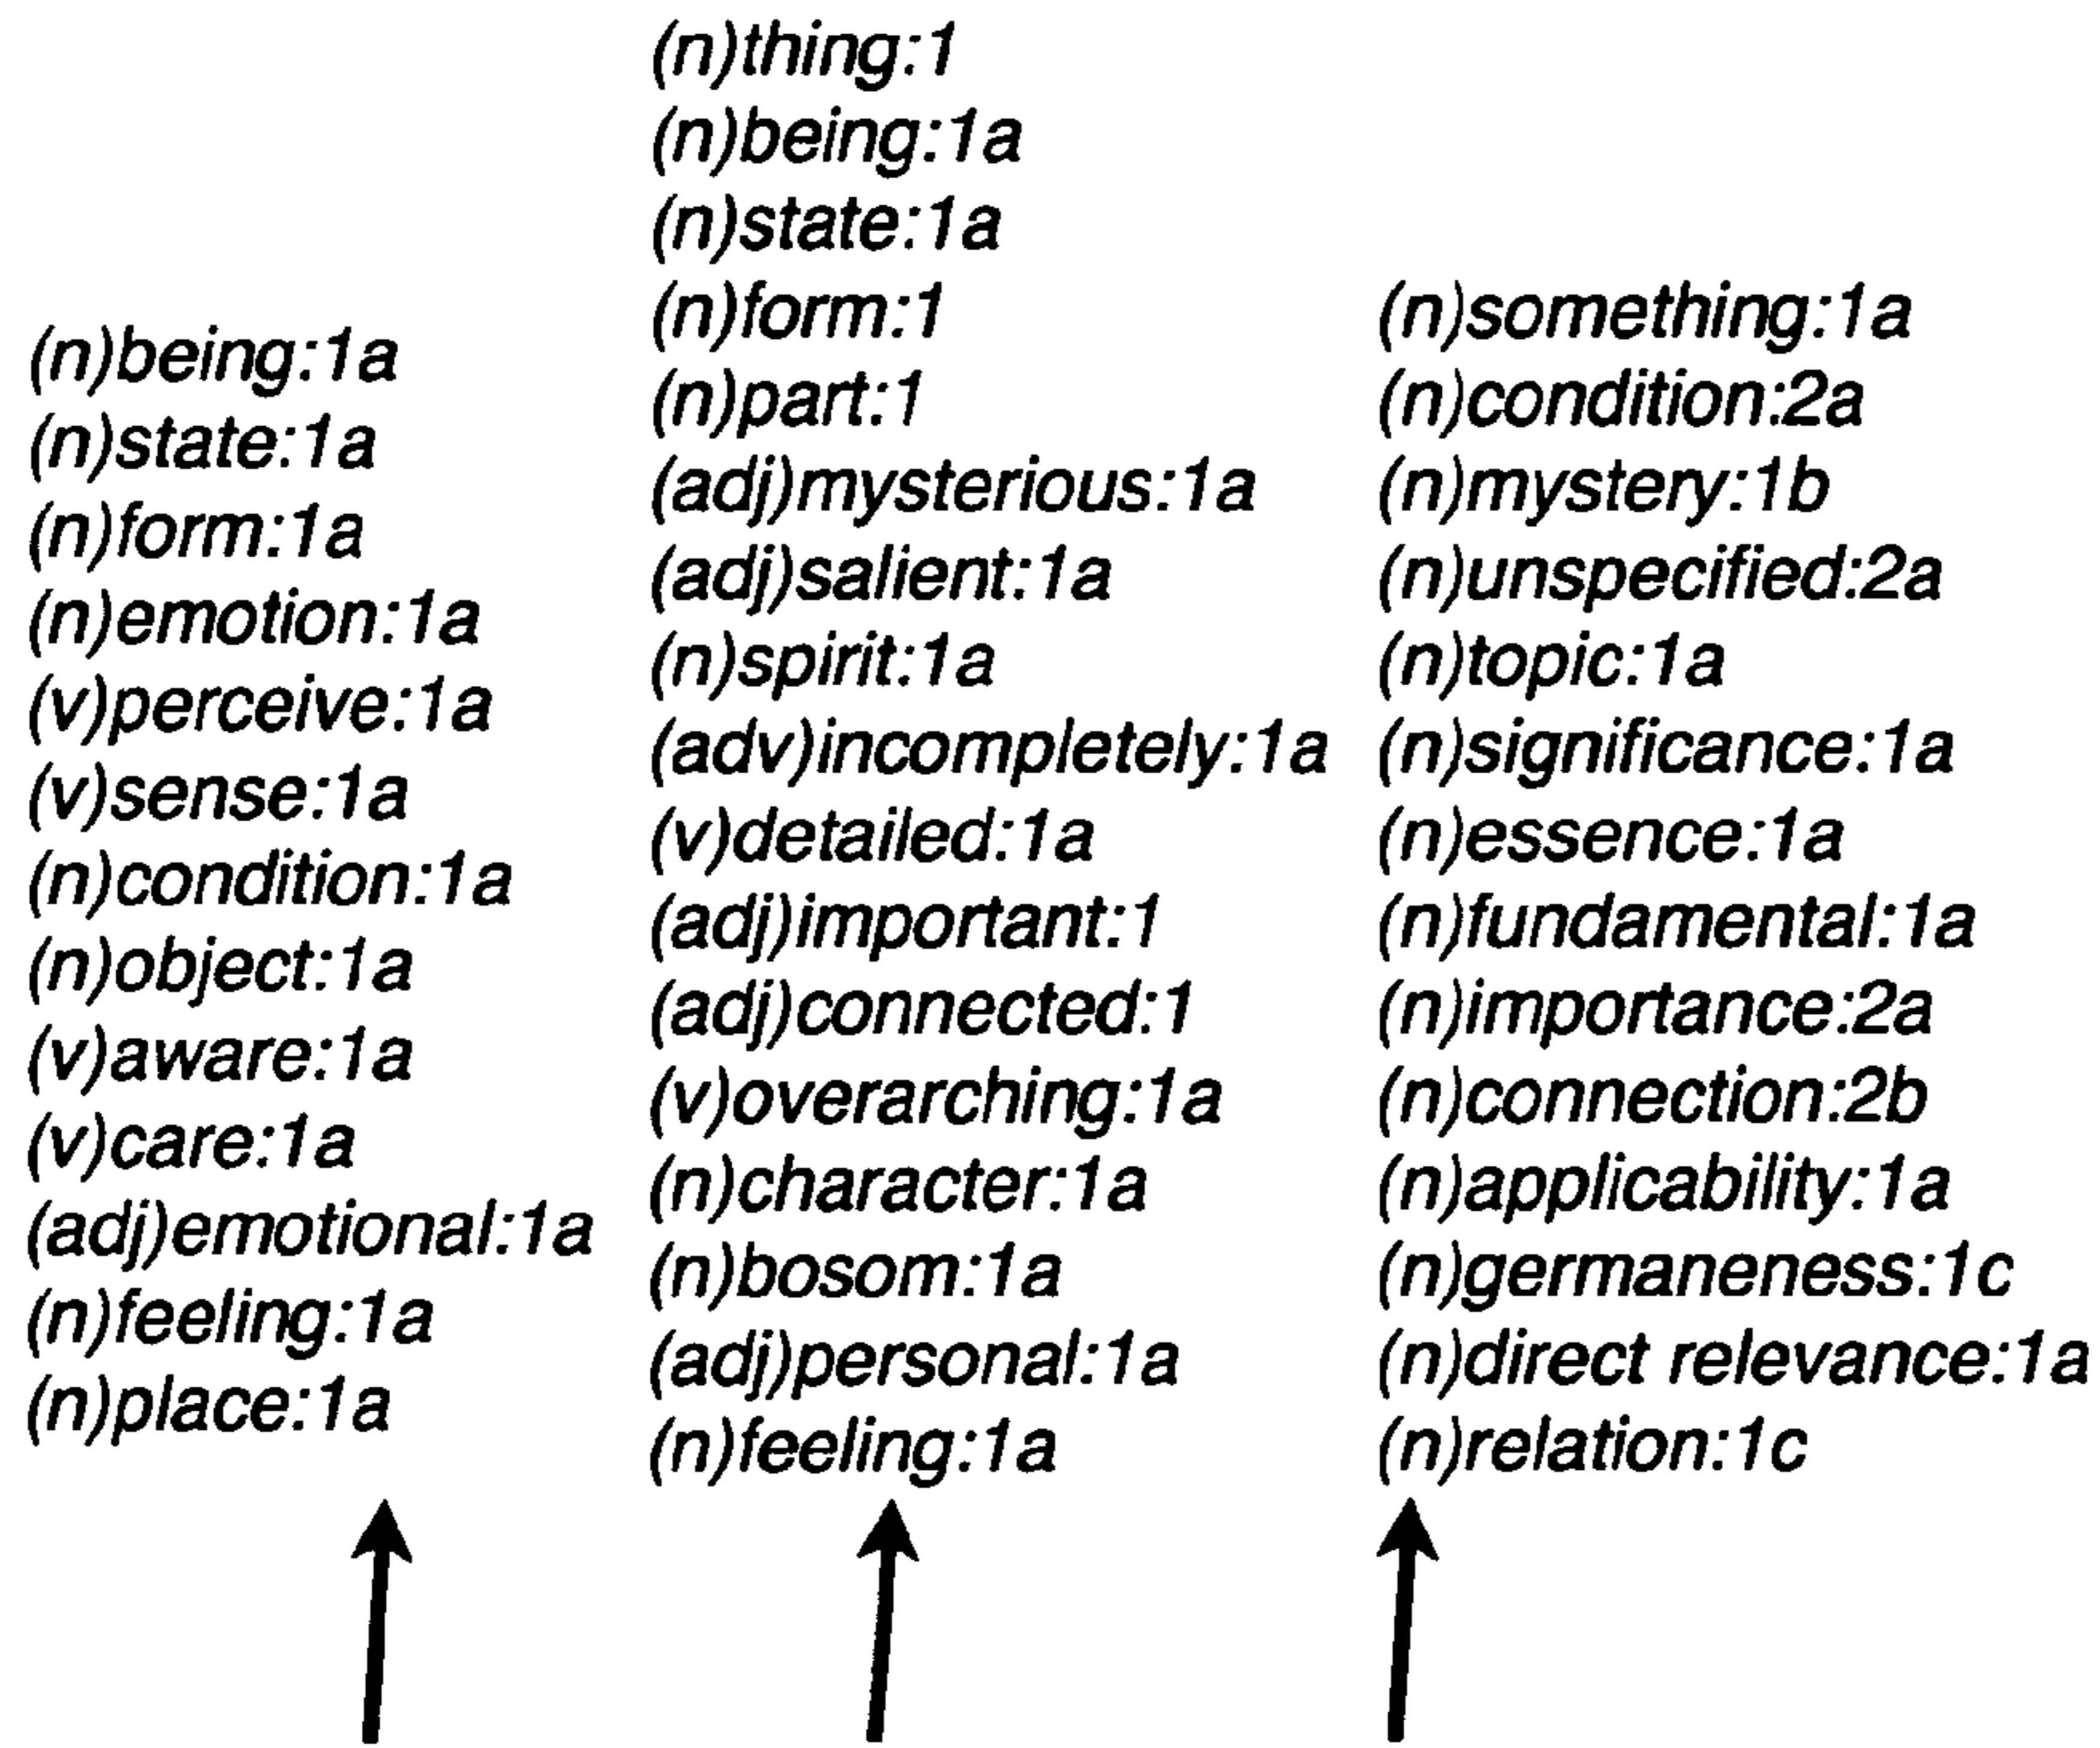 (n)being:1a
(n)state:1a
(n)form:1a
(n)emotion:1a
(v)perceive:1a
(v)sense:1a
(n)condition:1a
(n)object:1a
(v)aware:1a
(v)care:1a
(adj)emotional:1a
(n)feeling:1a
(n)place:1a
(n)thing:1
(n)being:1a
(n)state:1a
(n)form:1
(n)part:1
(adj)mysterious:1a
(adj)salient:1a
(n)spirit:1a
(adv)incompletely:1a
(v)detailed:1a
(adj)important:1
(adj)connected:1
(v)overarching:1a
(n)character:1a
(n)bosom:1a
(adj)personal:1a
(n)feeling:1a
(n)something:1a
(n)condition:2a
(n)mystery:1b
(n)unspecified:2a
(n)topic:1a
(n)significance:1a
(n)essence:1a
(n)fundamental:1a
(n)importance:2a
(n)connection:2b
(n)applicability:1a
(n)germaneness:1c
(n)direct relevance:1a
(n)relation:1c